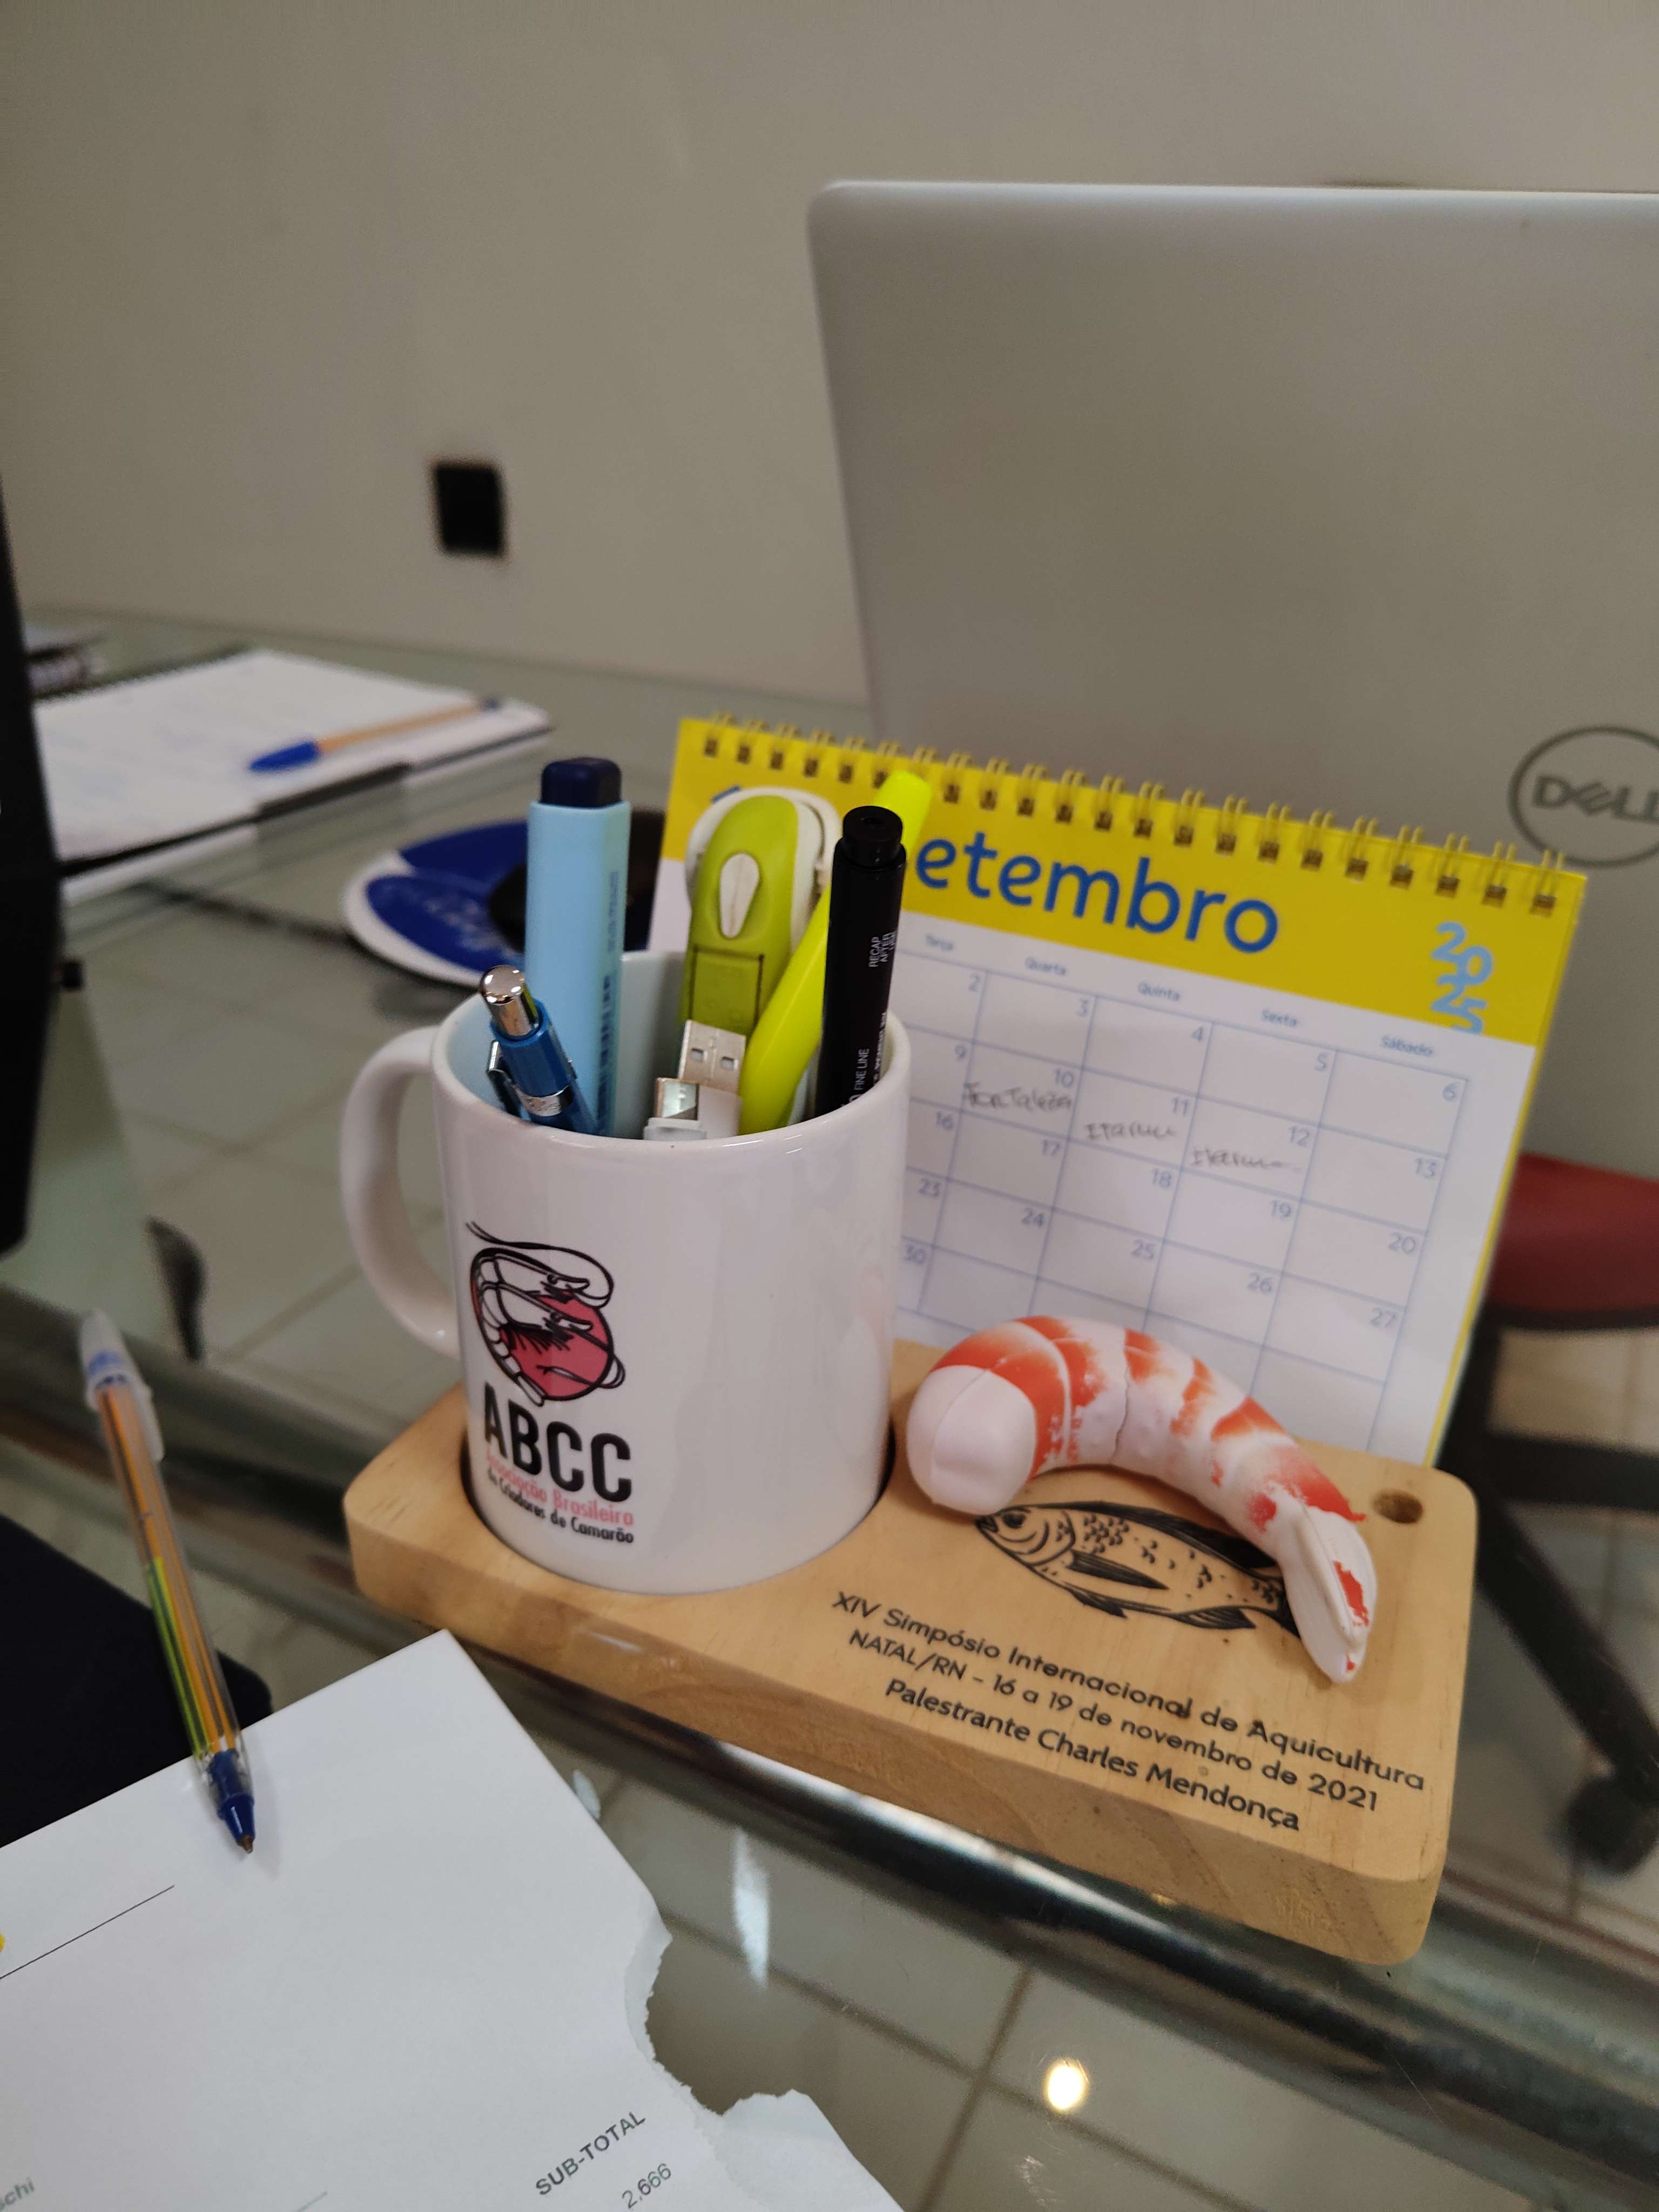 DELL
etembro
2025
Terça Quarta Quinta Sexta Sábado
2 3 4 5 6
9 10 11 12 13
Fortaleza
16 17 18 19 20
23 24 25 26 27
30
RECAP
AFTER
USE
FINE LINE
ABCC
Associação Brasileira
de Criadores de Camarão
XIV Simpósio Internacional de Aquicultura
NATAL/RN - 16 a 19 de novembro de 2021
Palestrante Charles Mendonça
SUB-TOTAL
2,666